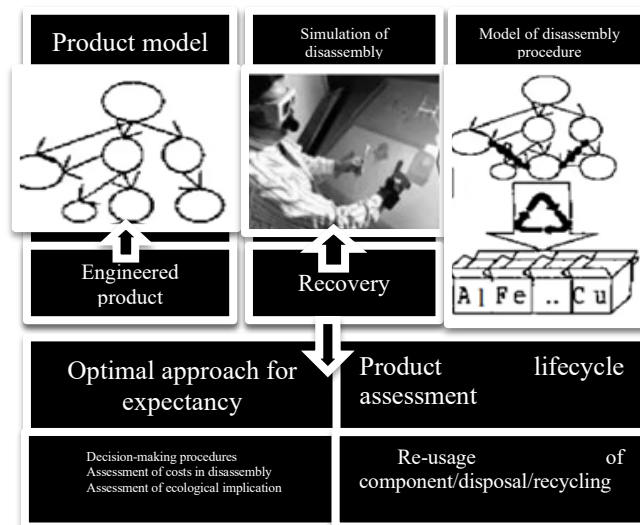 Product model
Simulation of
disassembly
Model of disassembly
procedure
Engineered
product
Recovery
Al Fe .. Cu
Optimal approach for
expectancy
Product lifecycle
assessment
Decision-making procedures
Assessment of costs in disassembly
Assessment of ecological implication
Re-usage of
component/disposal/recycling